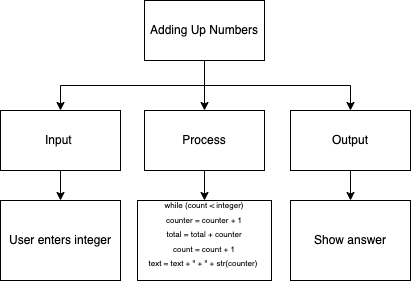 Adding Up Numbers
Input
Process
Output
User enters integer
while (count < integer)
counter = counter + 1
total = total + counter
count = count + 1
text = text + " + " + str(counter)
Show answer